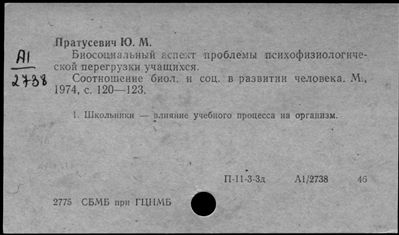 Пратусевич Ю. М.
А1
2738
Биосоциальный аспект проблемы психофизиологиче-
ской перегрузки учащихся.
Соотношение биол. и соц. в развитии человека. М.,
1974, с. 120—123.
1. Школьники — влияние учебного процесса на организм.
П-11-3-3д А1/2738 46
2775 СБМБ при ГЦНМБ